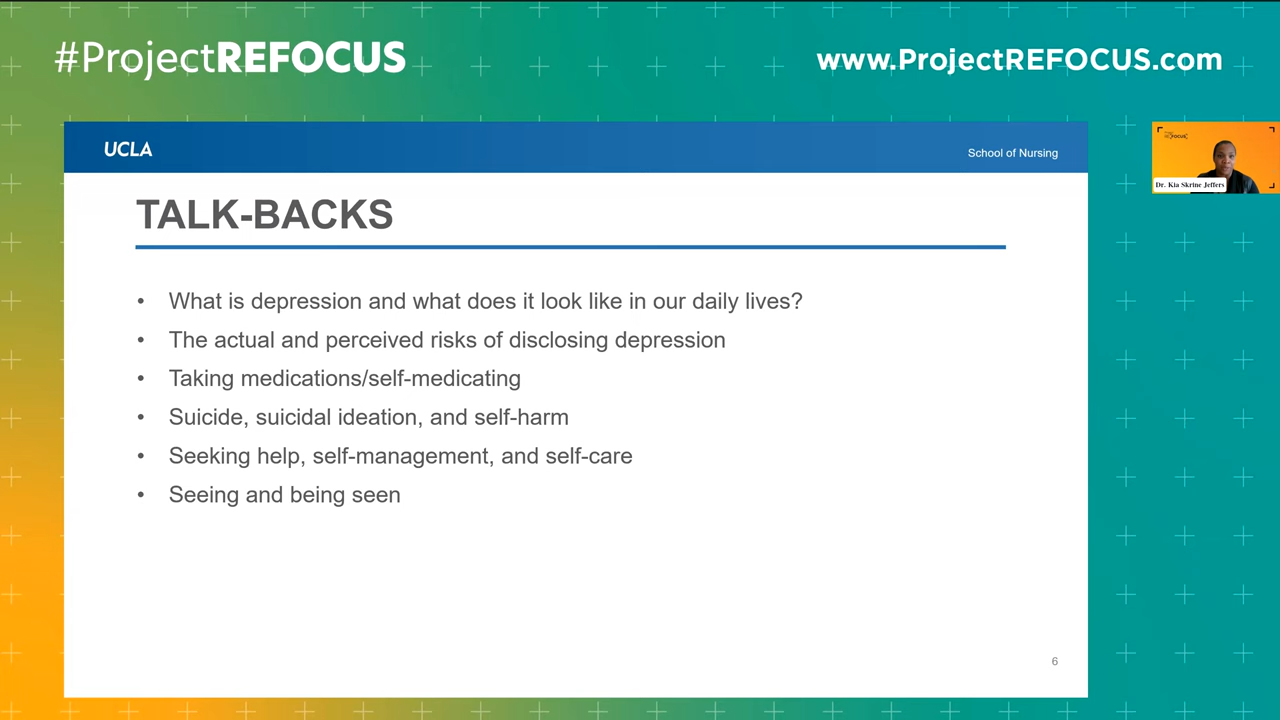 #ProjectREFOCUS
www.ProjectREFOCUS.com
UCLA
School of Nursing
Project
REFOCUS
Dr. Kia Skrine Jeffers
TALK-BACKS
• What is depression and what does it look like in our daily lives?
• The actual and perceived risks of disclosing depression
• Taking medications/self-medicating
• Suicide, suicidal ideation, and self-harm
• Seeking help, self-management, and self-care
• Seeing and being seen
6